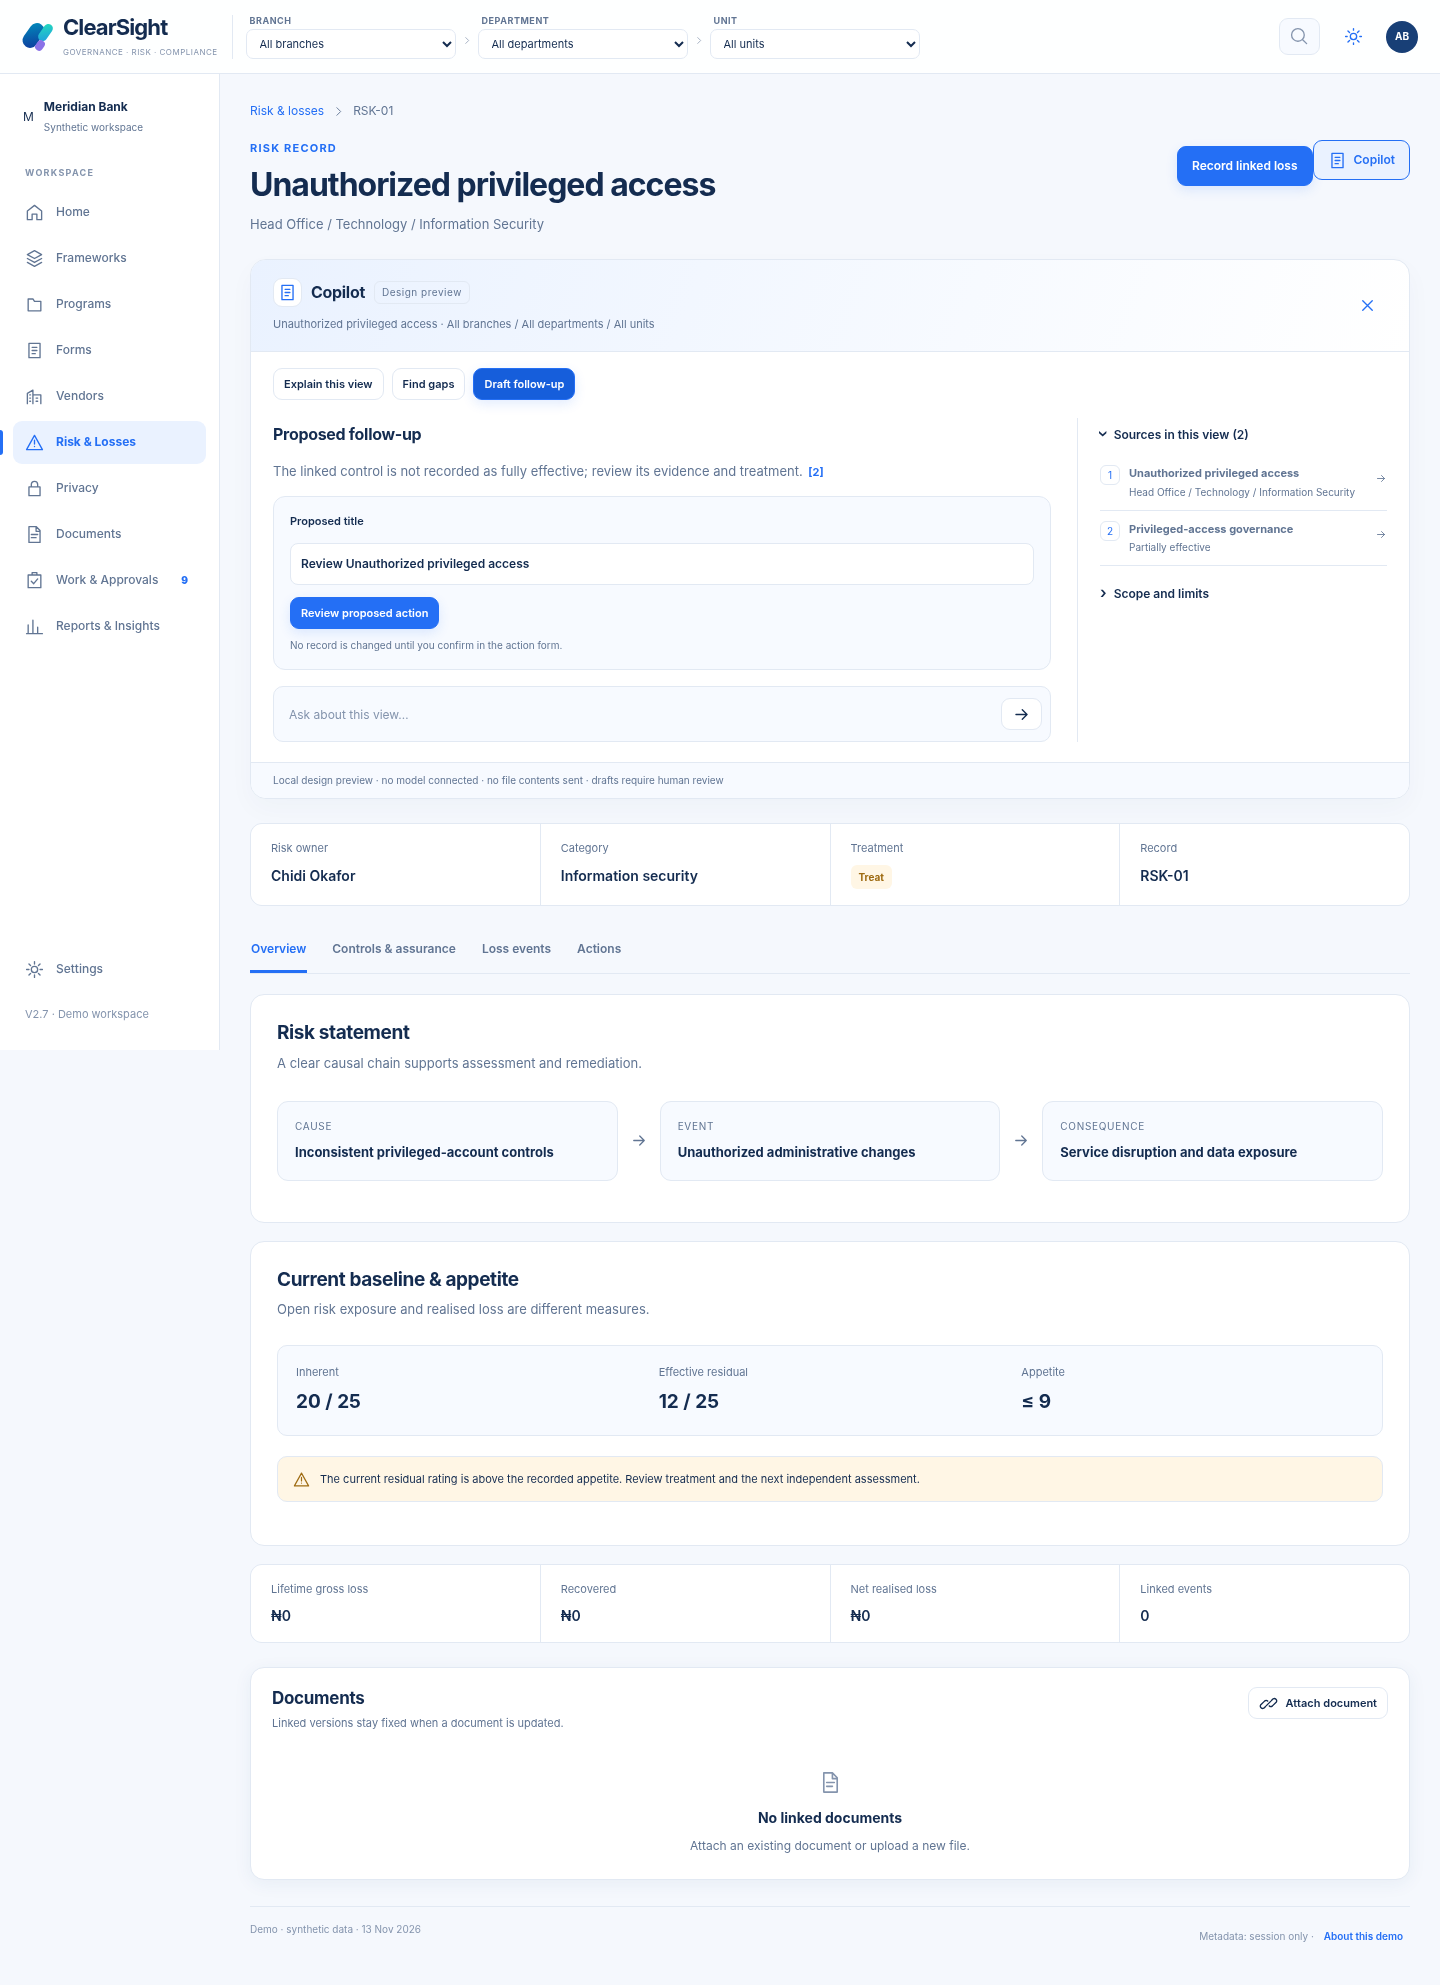 ClearSight
GOVERNANCE · RISK · COMPLIANCE
BRANCH
All branches
DEPARTMENT
All departments
UNIT
All units
AB
M
Meridian Bank
Synthetic workspace
WORKSPACE
Home
Frameworks
Programs
Forms
Vendors
Risk & Losses
Privacy
Documents
Work & Approvals 9
Reports & Insights
Settings
V2.7 · Demo workspace
Risk & losses > RSK-01
RISK RECORD
Unauthorized privileged access
Head Office / Technology / Information Security
Record linked loss
Copilot
Copilot Design preview
Unauthorized privileged access · All branches / All departments / All units
Explain this view
Find gaps
Draft follow-up
Proposed follow-up
The linked control is not recorded as fully effective; review its evidence and treatment. [2]
Proposed title
Review Unauthorized privileged access
Review proposed action
No record is changed until you confirm in the action form.
Ask about this view...
Sources in this view (2)
1 Unauthorized privileged access
Head Office / Technology / Information Security
2 Privileged-access governance
Partially effective
Scope and limits
Local design preview · no model connected · no file contents sent · drafts require human review
Risk owner
Chidi Okafor
Category
Information security
Treatment
Treat
Record
RSK-01
Overview
Controls & assurance
Loss events
Actions
Risk statement
A clear causal chain supports assessment and remediation.
CAUSE
Inconsistent privileged-account controls
EVENT
Unauthorized administrative changes
CONSEQUENCE
Service disruption and data exposure
Current baseline & appetite
Open risk exposure and realised loss are different measures.
Inherent
20 / 25
Effective residual
12 / 25
Appetite
≤ 9
The current residual rating is above the recorded appetite. Review treatment and the next independent assessment.
Lifetime gross loss
₦0
Recovered
₦0
Net realised loss
₦0
Linked events
0
Documents
Linked versions stay fixed when a document is updated.
Attach document
No linked documents
Attach an existing document or upload a new file.
Demo · synthetic data · 13 Nov 2026
Metadata: session only · About this demo